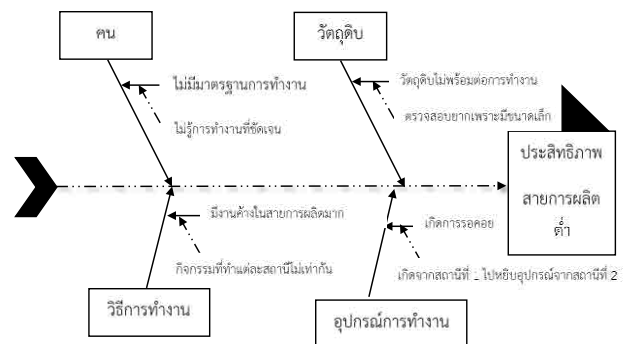 คน
วัตถุดิบ
ไม่มีมาตรฐานการทำงาน
ไม่รู้การทำงานที่ชัดเจน
วัตถุดิบไม่พร้อมต่อการทำงาน
ตรวจสอบยากเพราะมีขนาดเล็ก
ประสิทธิภาพ
สายการผลิต
ต่ำ
มีงานค้างในสายการผลิตมาก
กิจกรรมที่ทำแต่ละสถานีไม่เท่ากัน
เกิดการรอคอย
เกิดจากสถานีที่ 1 ไปหยิบอุปกรณ์จากสถานีที่ 2
วิธีการทำงาน
อุปกรณ์การทำงาน